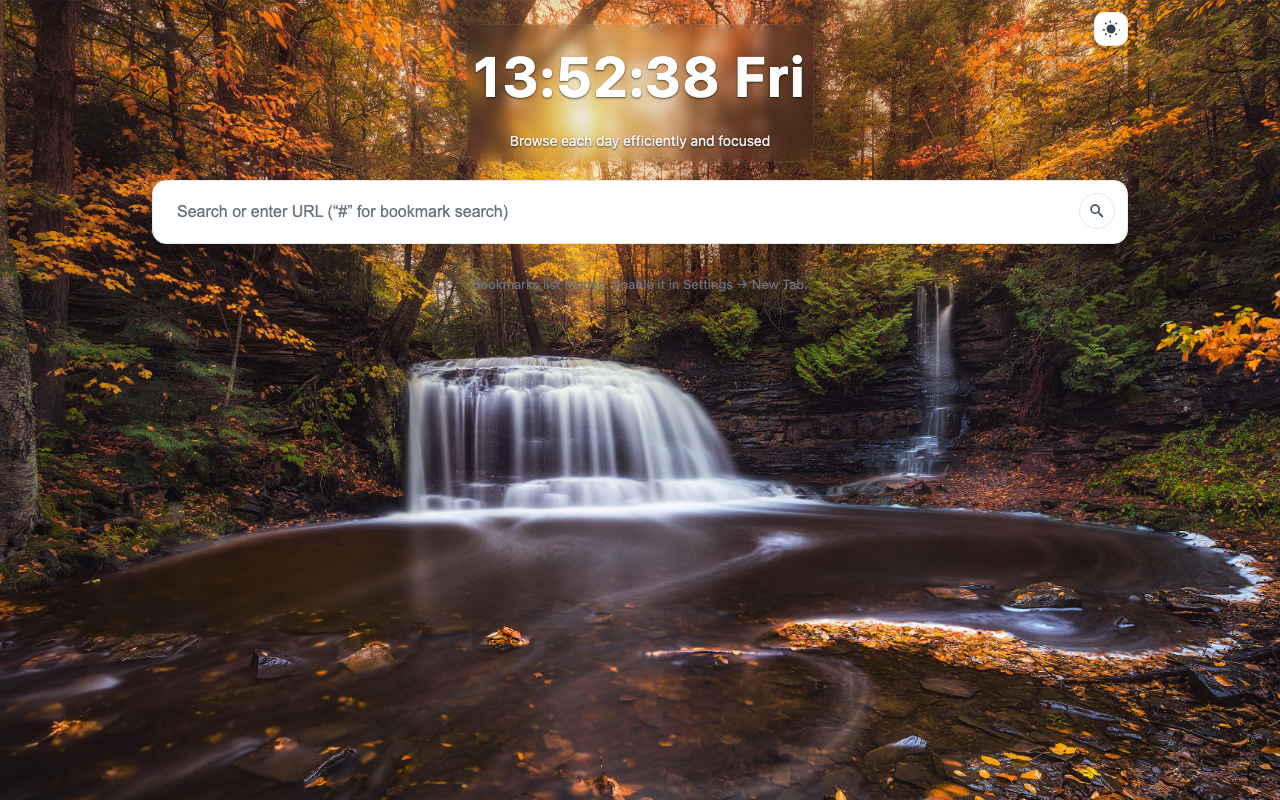 13:52:38 Fri
Browse each day efficiently and focused
Search or enter URL (“#” for bookmark search)
Bookmarks list hidden. Enable it in Settings → New Tab.